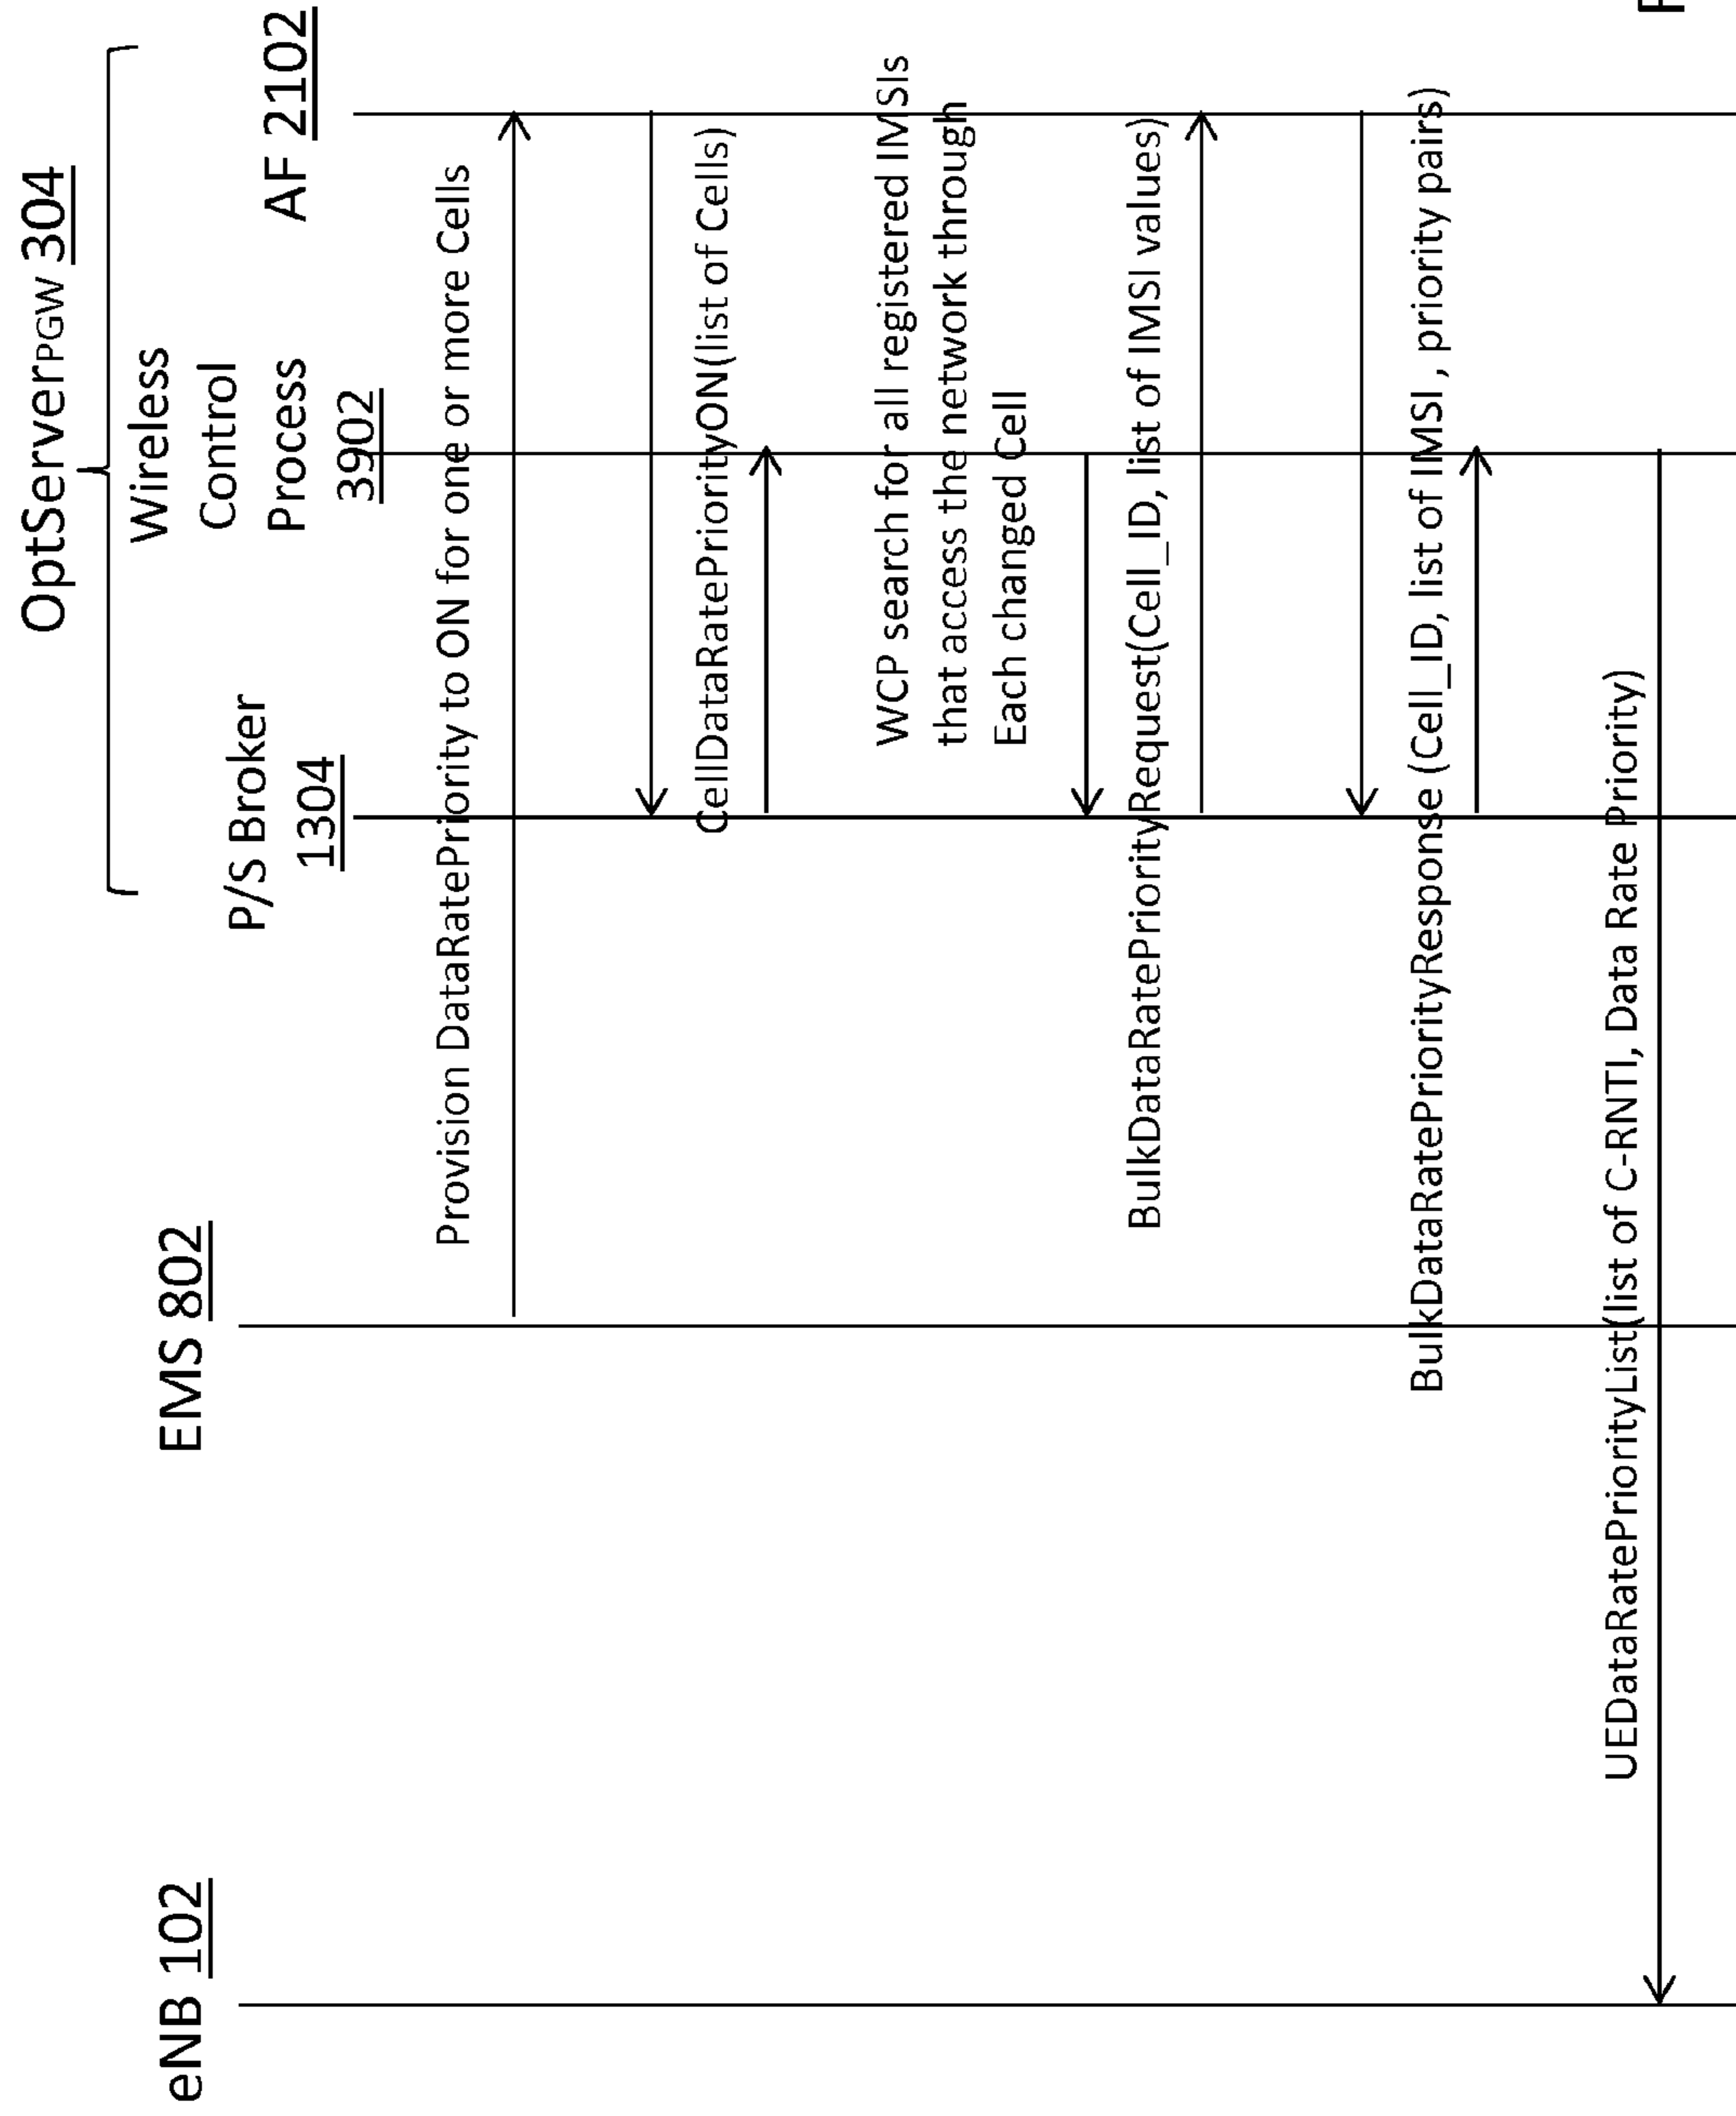 OptServerPGW 304
eNB 102
EMS 802
P/S Broker
1304
Wireless
Control
Process
3902
AF 2102
Provision DataRatePriority to ON for one or more Cells
CellDataRatePriorityON(list of Cells)
WCP search for all registered IMSIs
that access the network through
Each changed Cell
BulkDataRatePriorityRequest(Cell_ID, list of IMSI values)
BulkDataRatePriorityResponse (Cell_ID, list of IMSI , priority pairs)
UEDataRatePriorityList(list of C-RNTI, Data Rate Priority)